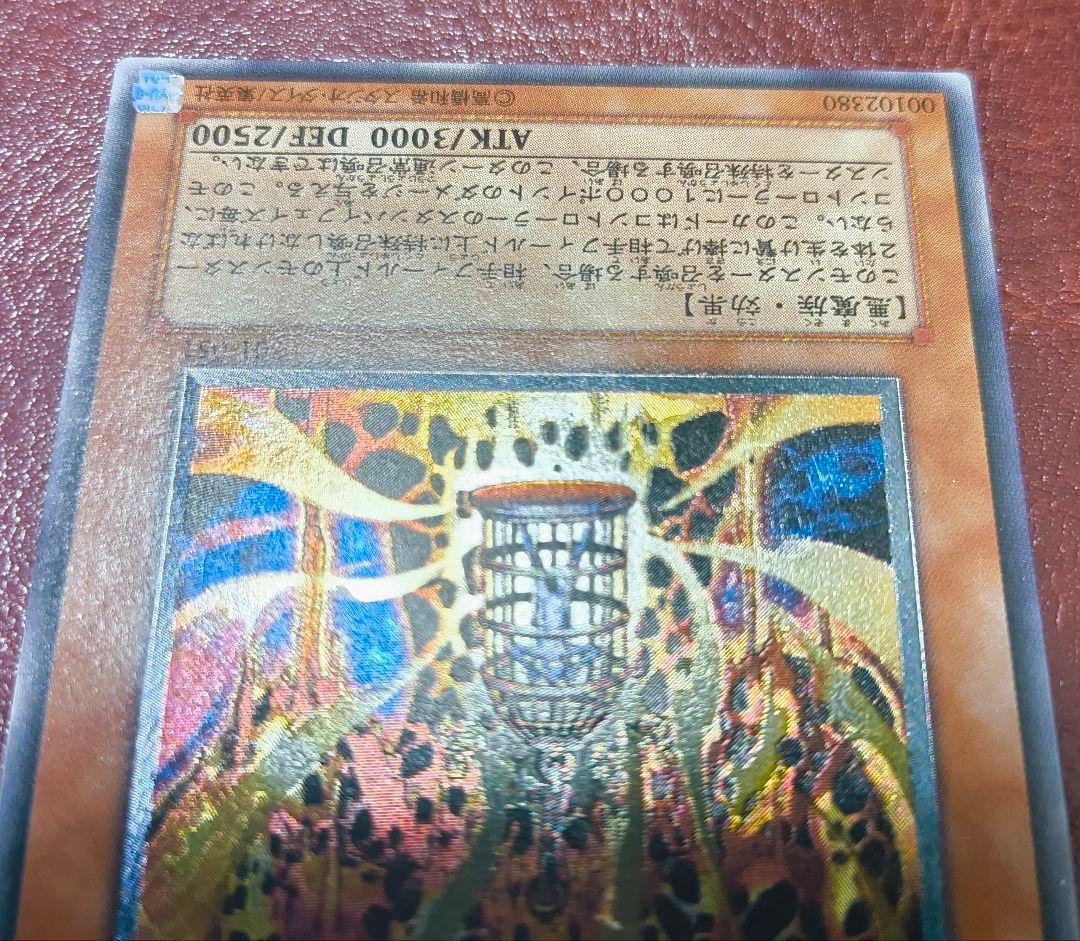 【悪魔族・効果】
このモンスターを召喚する場合、相手フィールド上のモンスター
2体を生け贄に捧げて相手フィールド上に特殊召喚しなければな
らない。このカードはコントローラーのスタンバイフェイズ毎に、
コントローラーに1000ポイントのダメージを与える。このモ
ンスターを特殊召喚する場合、このターン通常召喚はできない。
ATK/3000 DEF/2500
00102380
©高橋和希 スタジオ・ダイス/集英社